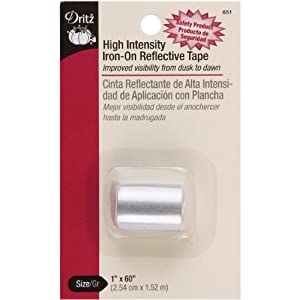 Dritz
651
Safety Product
Producto de
Seguridad
High Intensity
Iron-On Reflective Tape
Improved visibility from dusk to dawn
Cinta Reflectante de Alta Intensi-
dad de Aplicación con Plancha
Mejor visibilidad desde el anochercer
hasta la madrugada
Size/Gr
1" x 60"
(2.54 cm x 1.52 m)